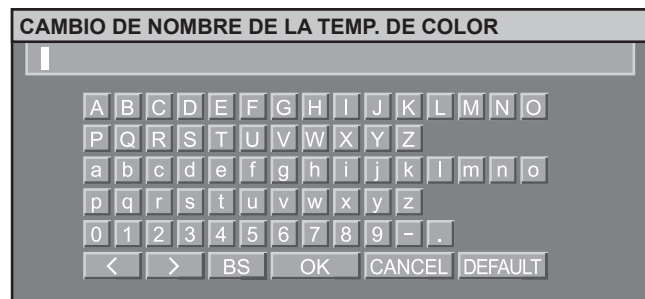 CAMBIO DE NOMBRE DE LA TEMP. DE COLOR
A B C D E F G H I J K L M N O
P Q R S T U V W X Y Z
a b c d e f g h i j k l m n o
p q r s t u v w x y z
0 1 2 3 4 5 6 7 8 9 - .
< > BS OK CANCEL DEFAULT